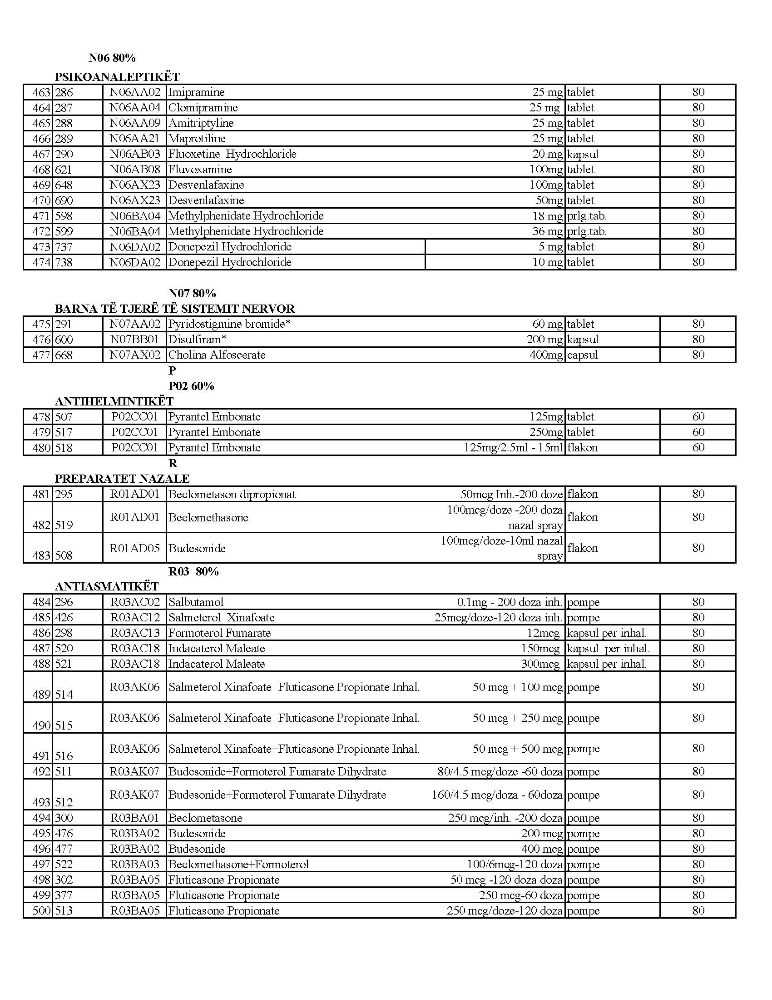 N06 80%
PSIKOANALEPTIKËT
463 286 N06AA02 Imipramine 25 mg tablet 80
464 287 N06AA04 Clomipramine 25 mg tablet 80
465 288 N06AA09 Amitriptyline 25 mg tablet 80
466 289 N06AA21 Maprotiline 25 mg tablet 80
467 290 N06AB03 Fluoxetine Hydrochloride 20 mg kapsul 80
468 621 N06AB08 Fluvoxamine 100mg tablet 80
469 648 N06AX23 Desvenlafaxine 100mg tablet 80
470 690 N06AX23 Desvenlafaxine 50mg tablet 80
471 598 N06BA04 Methylphenidate Hydrochloride 18 mg prlg.tab. 80
472 599 N06BA04 Methylphenidate Hydrochloride 36 mg prlg.tab. 80
473 737 N06DA02 Donepezil Hydrochloride 5 mg tablet 80
474 738 N06DA02 Donepezil Hydrochloride 10 mg tablet 80
N07 80%
BARNA TË TJERË TË SISTEMIT NERVOR
475 291 N07AA02 Pyridostigmine bromide* 60 mg tablet 80
476 600 N07BB01 Disulfiram* 200 mg kapsul 80
477 668 N07AX02 Cholina Alfoscerate 400mg capsul 80
P
P02 60%
ANTIHELMINTIKËT
478 507 P02CC01 Pyrantel Embonate 125mg tablet 60
479 517 P02CC01 Pyrantel Embonate 250mg tablet 60
480 518 P02CC01 Pyrantel Embonate 125mg/2.5ml - 15ml flakon 60
R
PREPARATET NAZALE
481 295 R01AD01 Beclometason dipropionat 50mcg Inh.-200 doze flakon 80
482 519 R01AD01 Beclomethasone 100mcg/doze -200 doza
nazal spray flakon 80
483 508 R01AD05 Budesonide 100mcg/doze-10ml nazal
spray flakon 80
R03 80%
ANTIASMATIKËT
484 296 R03AC02 Salbutamol 0.1mg - 200 doza inh. pompe 80
485 426 R03AC12 Salmeterol Xinafoate 25mcg/doze-120 doza inh. pompe 80
486 298 R03AC13 Formoterol Fumarate 12mcg kapsul per inhal. 80
487 520 R03AC18 Indacaterol Maleate 150mcg kapsul per inhal. 80
488 521 R03AC18 Indacaterol Maleate 300mcg kapsul per inhal. 80
489 514 R03AK06 Salmeterol Xinafoate+Fluticasone Propionate Inhal. 50 mcg + 100 mcg pompe 80
490 515 R03AK06 Salmeterol Xinafoate+Fluticasone Propionate Inhal. 50 mcg + 250 mcg pompe 80
491 516 R03AK06 Salmeterol Xinafoate+Fluticasone Propionate Inhal. 50 mcg + 500 mcg pompe 80
492 511 R03AK07 Budesonide+Formoterol Fumarate Dihydrate 80/4.5 mcg/doze -60 doza pompe 80
493 512 R03AK07 Budesonide+Formoterol Fumarate Dihydrate 160/4.5 mcg/doza - 60doza pompe 80
494 300 R03BA01 Beclometasone 250 mcg/inh. -200 doza pompe 80
495 476 R03BA02 Budesonide 200 mcg pompe 80
496 477 R03BA02 Budesonide 400 mcg pompe 80
497 522 R03BA03 Beclomethasone+Formoterol 100/6mcg-120 doza pompe 80
498 302 R03BA05 Fluticasone Propionate 50 mcg -120 doza doza pompe 80
499 377 R03BA05 Fluticasone Propionate 250 mcg-60 doza pompe 80
500 513 R03BA05 Fluticasone Propionate 250 mcg/doze-120 doza pompe 80